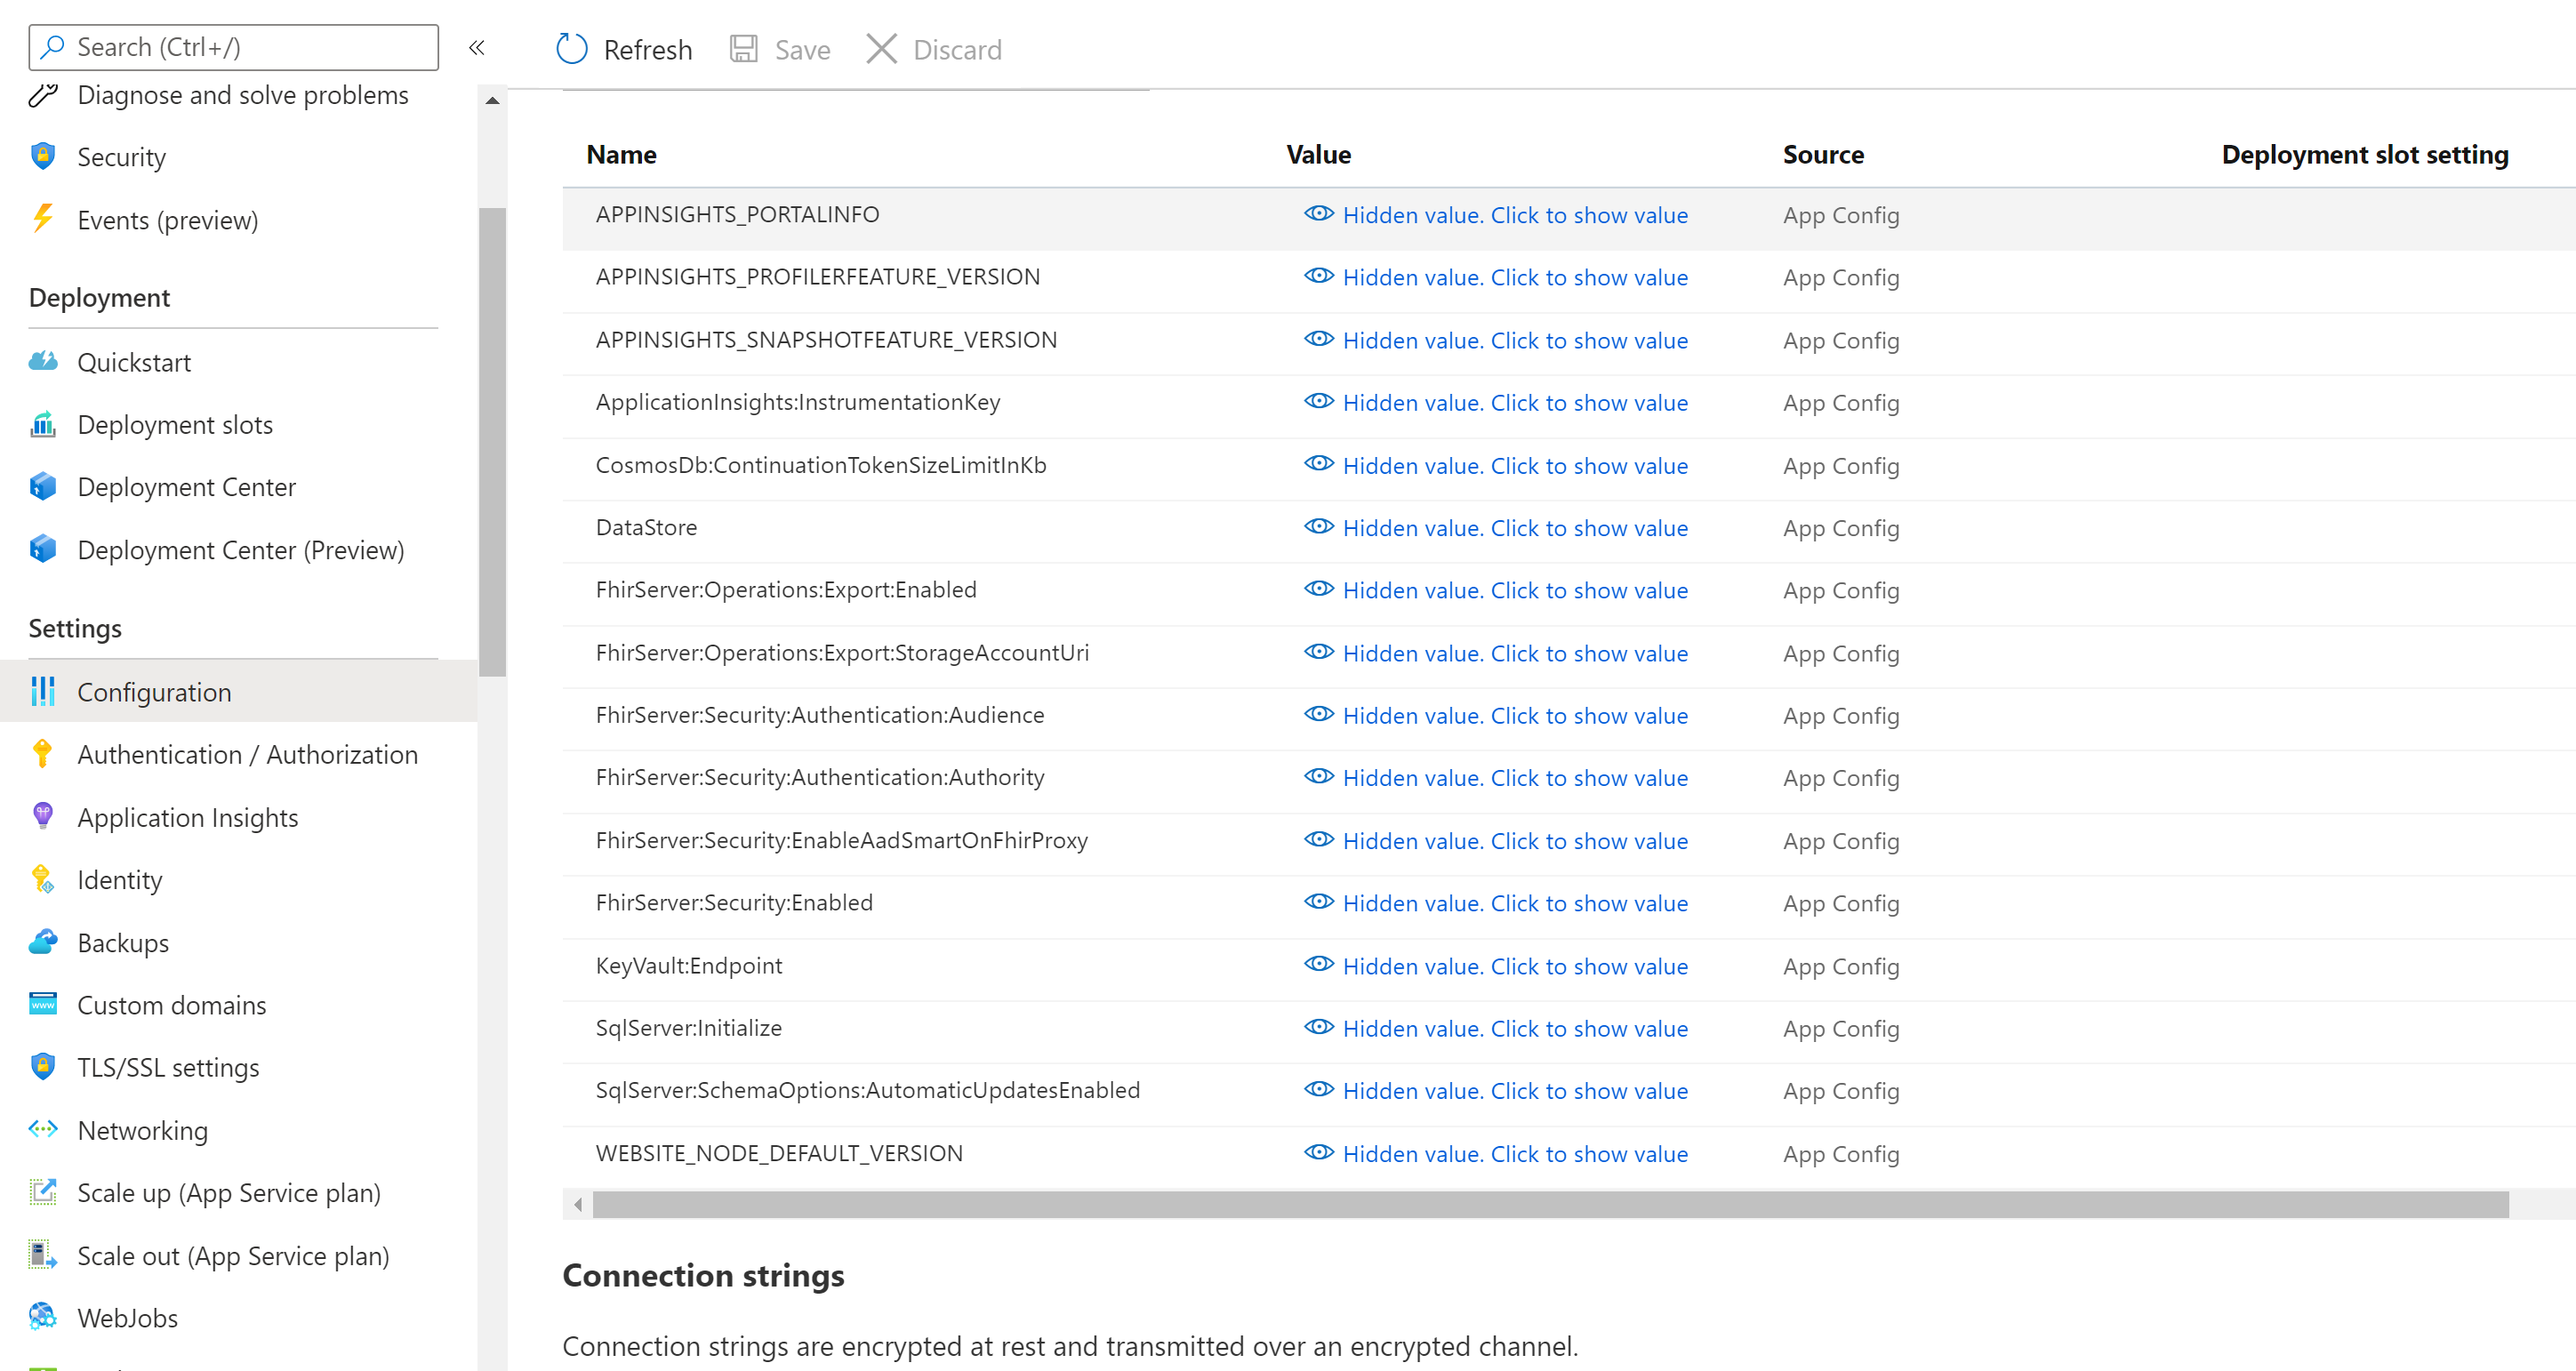 Search (Ctrl+/)
«
Diagnose and solve problems
Security
Events (preview)
Deployment
Quickstart
Deployment slots
Deployment Center
Deployment Center (Preview)
Settings
Configuration
Authentication / Authorization
Application Insights
Identity
Backups
Custom domains
TLS/SSL settings
Networking
Scale up (App Service plan)
Scale out (App Service plan)
WebJobs
Refresh Save Discard
Name Value Source Deployment slot setting
APPINSIGHTS_PORTALINFO Hidden value. Click to show value App Config
APPINSIGHTS_PROFILERFEATURE_VERSION Hidden value. Click to show value App Config
APPINSIGHTS_SNAPSHOTFEATURE_VERSION Hidden value. Click to show value App Config
ApplicationInsights:InstrumentationKey Hidden value. Click to show value App Config
CosmosDb:ContinuationTokenSizeLimitInKb Hidden value. Click to show value App Config
DataStore Hidden value. Click to show value App Config
FhirServer:Operations:Export:Enabled Hidden value. Click to show value App Config
FhirServer:Operations:Export:StorageAccountUri Hidden value. Click to show value App Config
FhirServer:Security:Authentication:Audience Hidden value. Click to show value App Config
FhirServer:Security:Authentication:Authority Hidden value. Click to show value App Config
FhirServer:Security:EnableAadSmartOnFhirProxy Hidden value. Click to show value App Config
FhirServer:Security:Enabled Hidden value. Click to show value App Config
KeyVault:Endpoint Hidden value. Click to show value App Config
SqlServer:Initialize Hidden value. Click to show value App Config
SqlServer:SchemaOptions:AutomaticUpdatesEnabled Hidden value. Click to show value App Config
WEBSITE_NODE_DEFAULT_VERSION Hidden value. Click to show value App Config
Connection strings
Connection strings are encrypted at rest and transmitted over an encrypted channel.